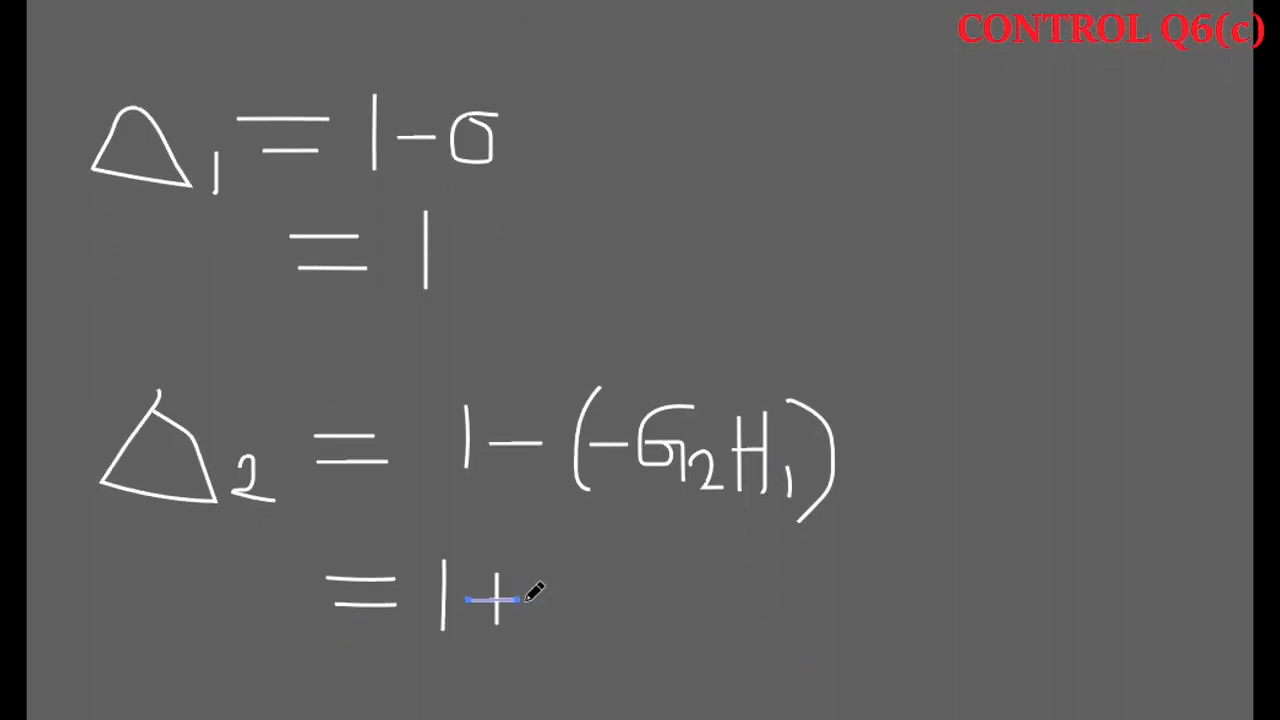 CONTROL Q6(c)
Δ₁ = 1 - 0
= 1
Δ₂ = 1 - (-G₂H₁)
= 1 +